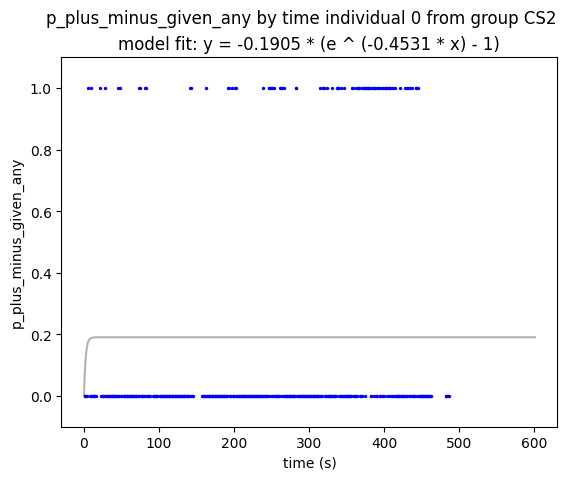 p_plus_minus_given_any by time individual 0 from group CS2
model fit: y = -0.1905 * (e ^ (-0.4531 * x) - 1)
1.0
0.8
0.6
0.4
0.2
0.0
p_plus_minus_given_any
0 100 200 300 400 500 600
time (s)